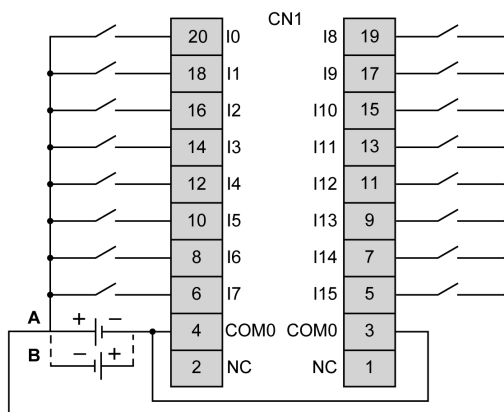 CN1
20 I0 I8 19
18 I1 I9 17
16 I2 I10 15
14 I3 I11 13
12 I4 I12 11
10 I5 I13 9
8 I6 I14 7
6 I7 I15 5
A + − 4 COM0 COM0 3
B − + 2 NC NC 1